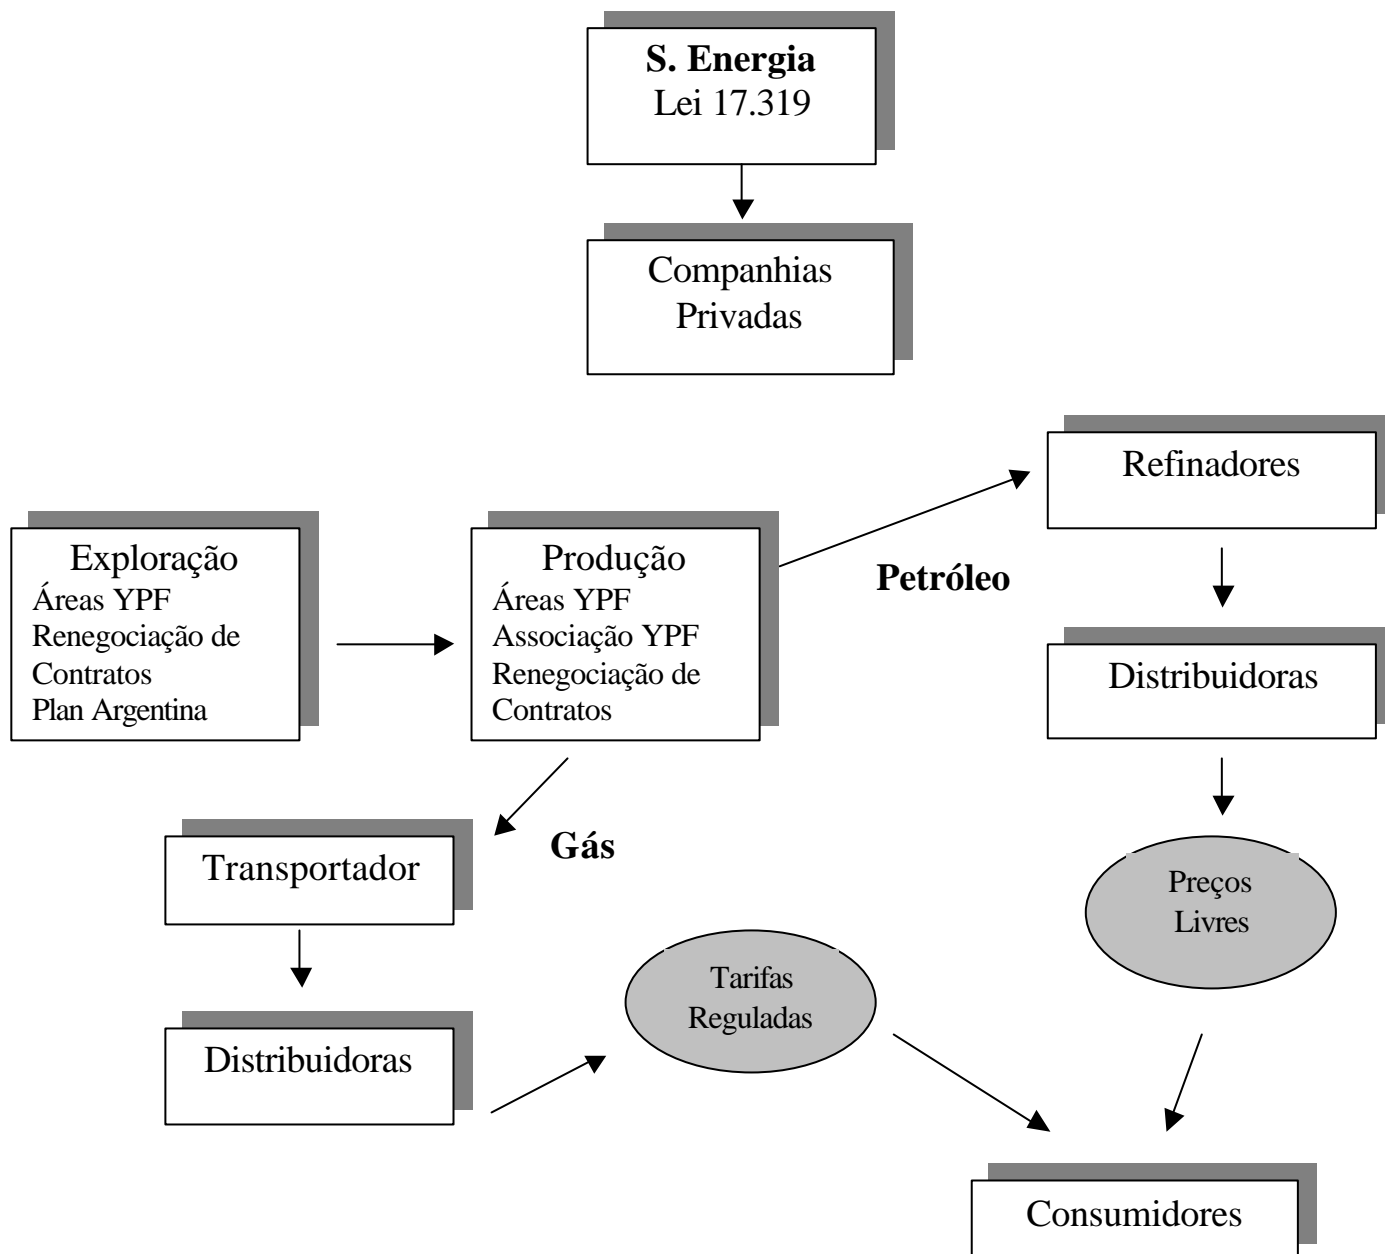 S. Energia
Lei 17.319
Companhias
Privadas
Refinadores
Exploração
Áreas YPF
Renegociação de
Contratos
Plan Argentina
Produção
Áreas YPF
Associação YPF
Renegociação de
Contratos
Petróleo
Distribuidoras
Gás
Transportador
Preços
Livres
Tarifas
Reguladas
Distribuidoras
Consumidores